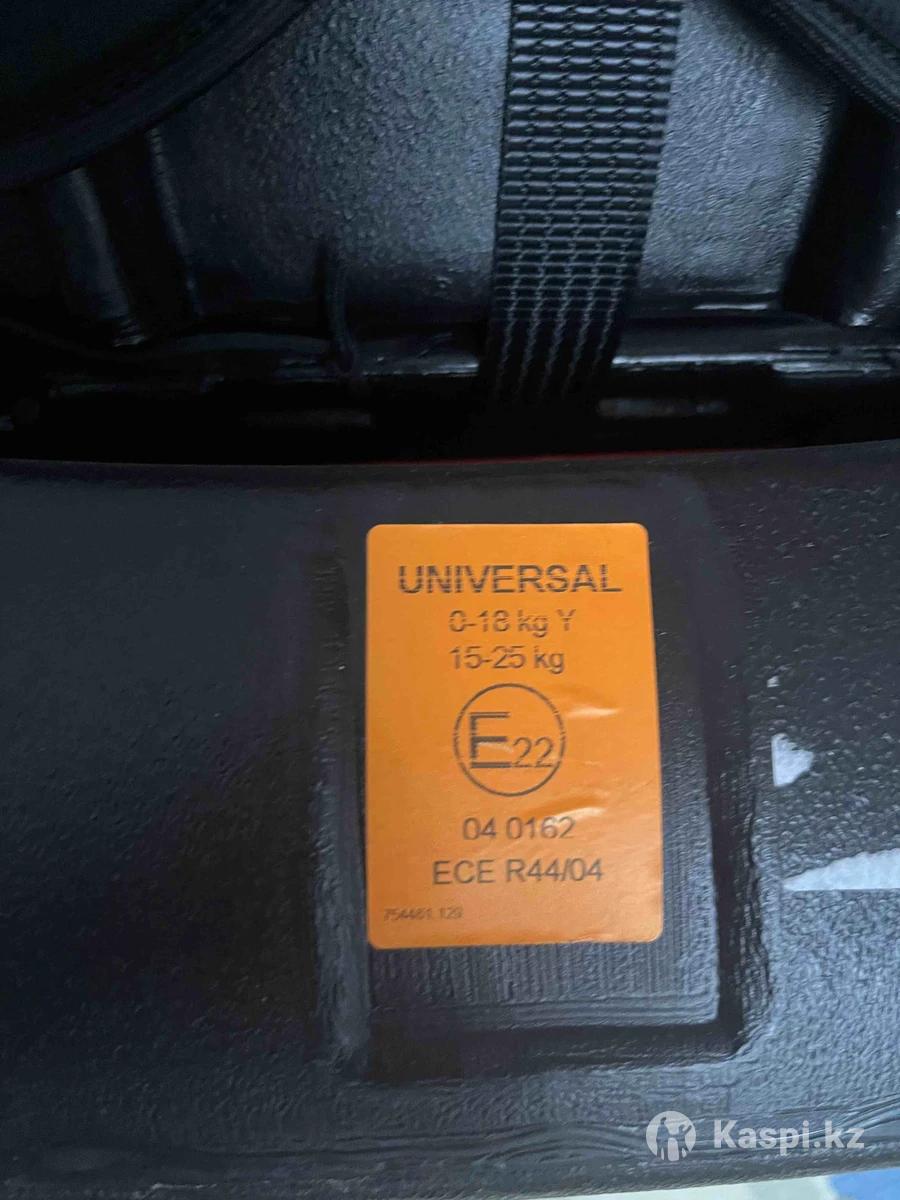 UNIVERSAL
0-18 kg Y
15-25 kg
E22
04 0162
ECE R44/04
754461 120
Kaspi.kz